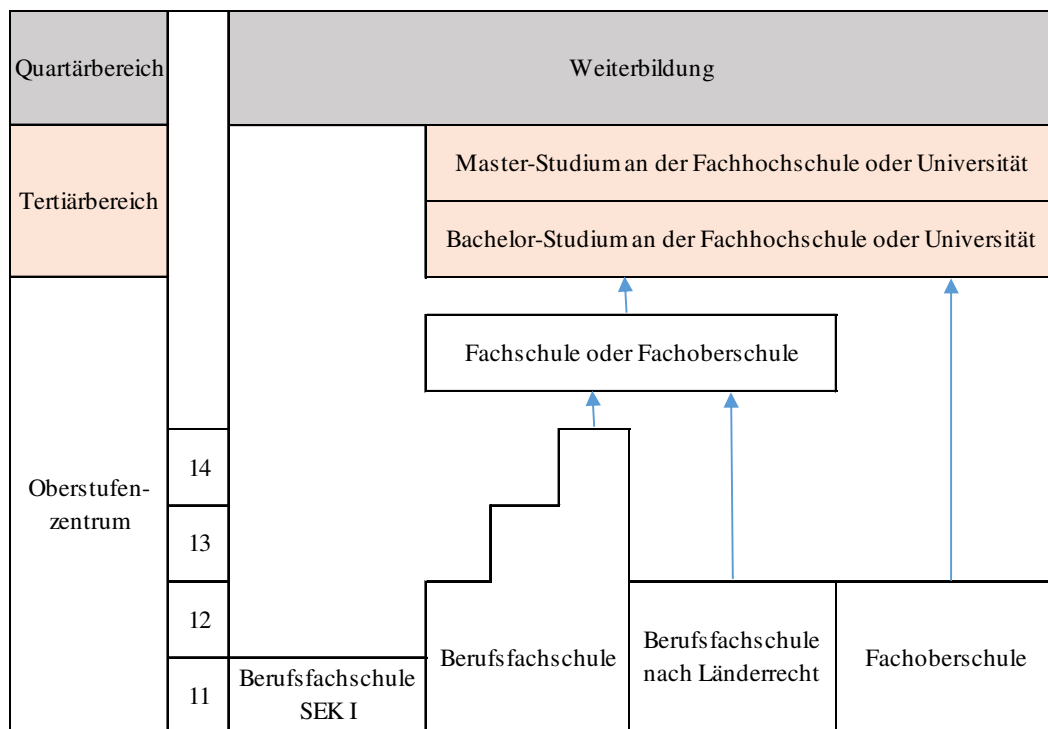 Quartärbereich
Weiterbildung
Tertiärbereich
Master-Studium an der Fachhochschule oder Universität
Bachelor-Studium an der Fachhochschule oder Universität
Fachschule oder Fachoberschule
Oberstufen-
zentrum
14
13
12
11
Berufsfachschule
SEK I
Berufsfachschule
Berufsfachschule
nach Länderrecht
Fachoberschule